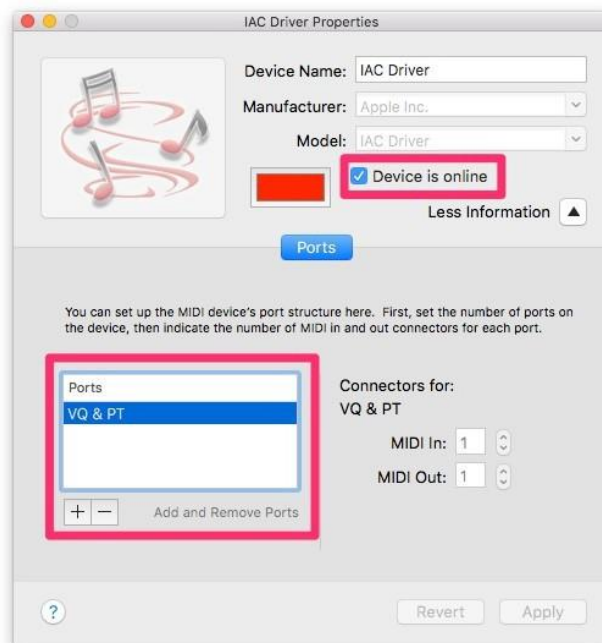 IAC Driver Properties
Device Name: IAC Driver
Manufacturer: Apple Inc.
Model: IAC Driver
Device is online
Less Information
Ports
You can set up the MIDI device's port structure here. First, set the number of ports on
the device, then indicate the number of MIDI in and out connectors for each port.
Ports
VQ & PT
Add and Remove Ports
Connectors for:
VQ & PT
MIDI In: 1
MIDI Out: 1
?
Revert
Apply